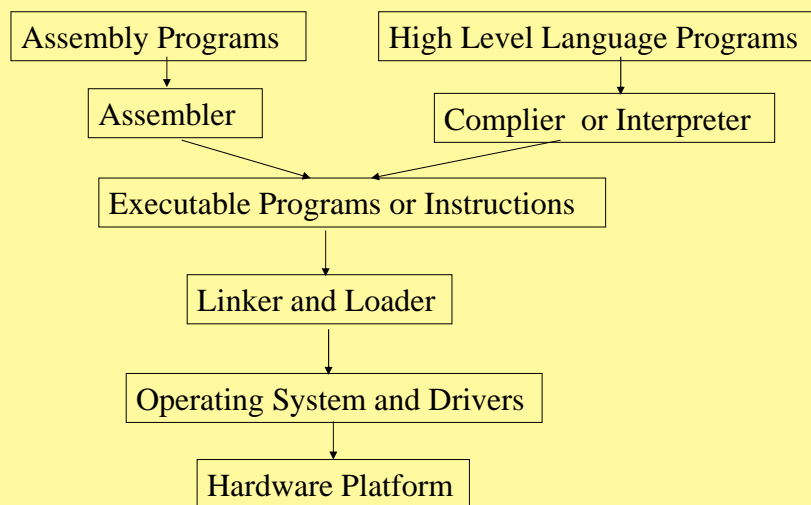 Assembly Programs
High Level Language Programs
Assembler
Complier or Interpreter
Executable Programs or Instructions
Linker and Loader
Operating System and Drivers
Hardware Platform